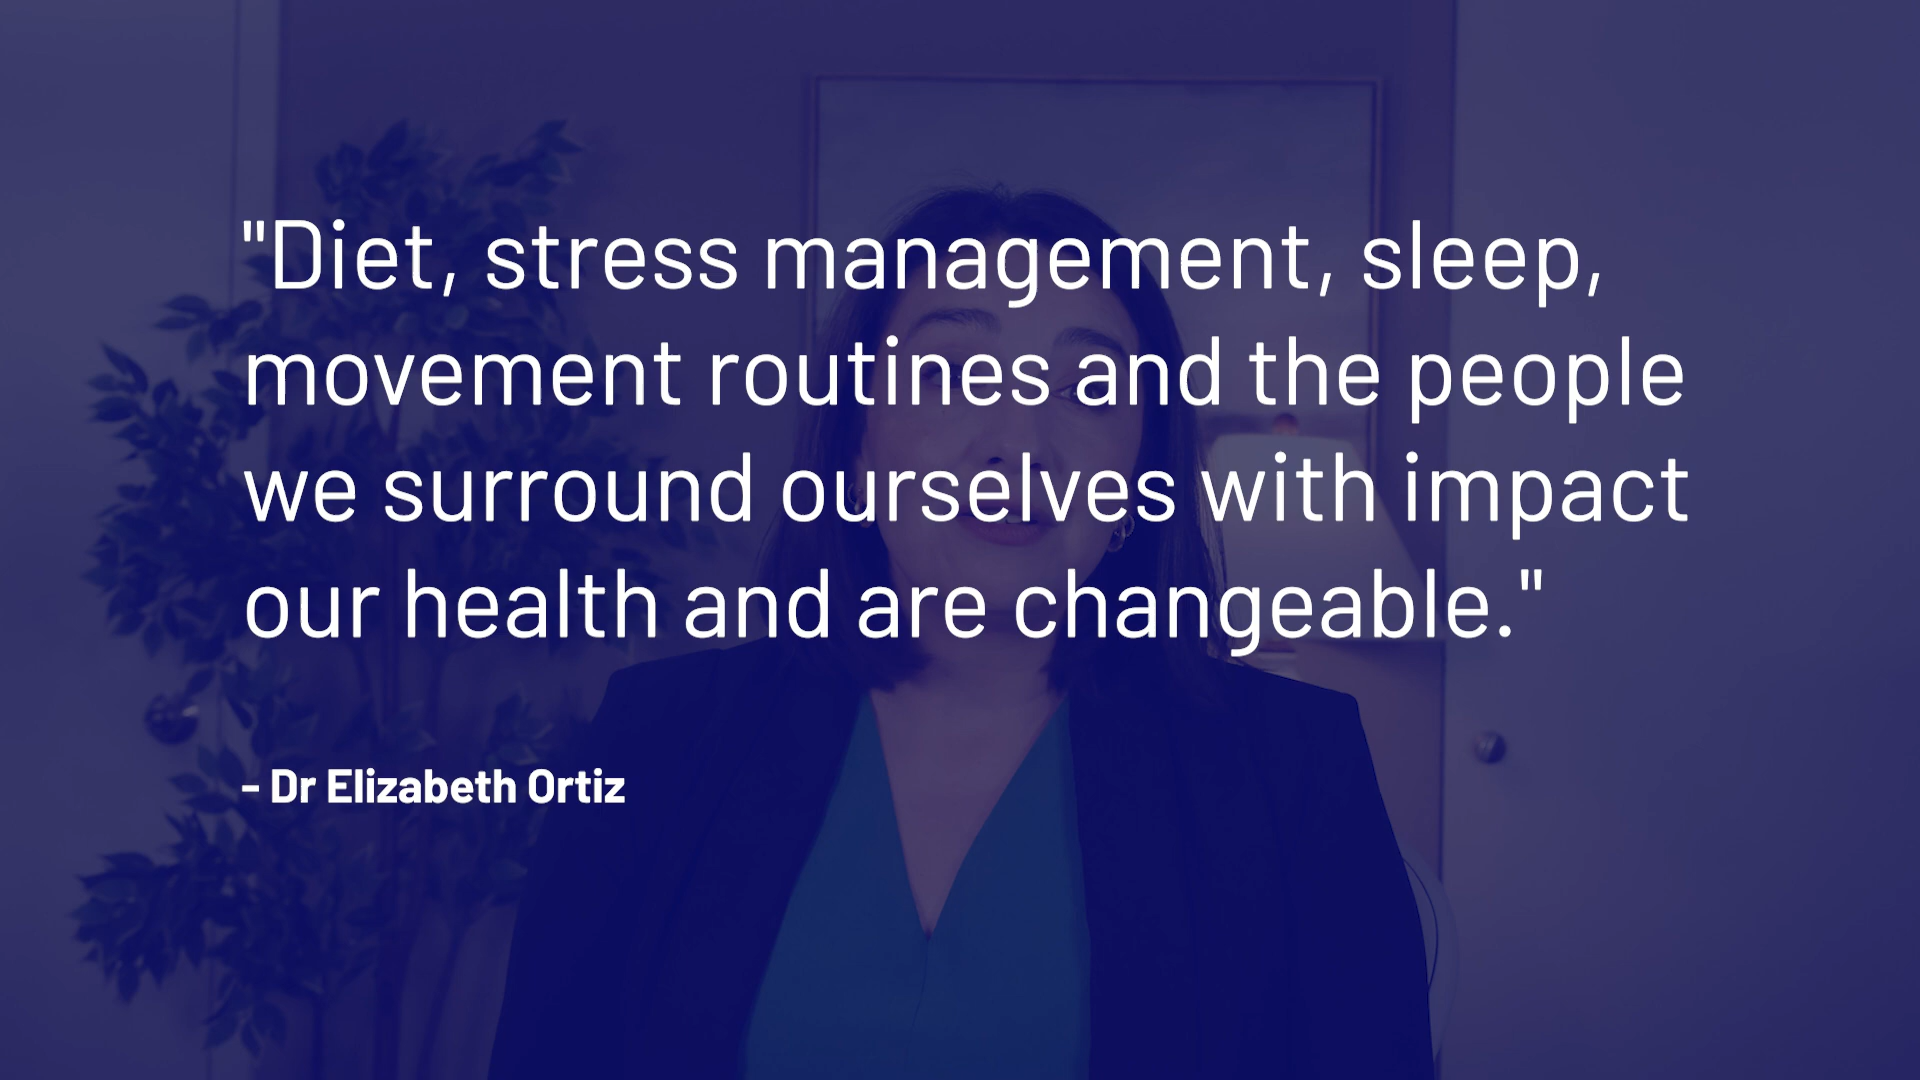 "Diet, stress management, sleep,
movement routines and the people
we surround ourselves with impact
our health and are changeable."
- Dr Elizabeth Ortiz